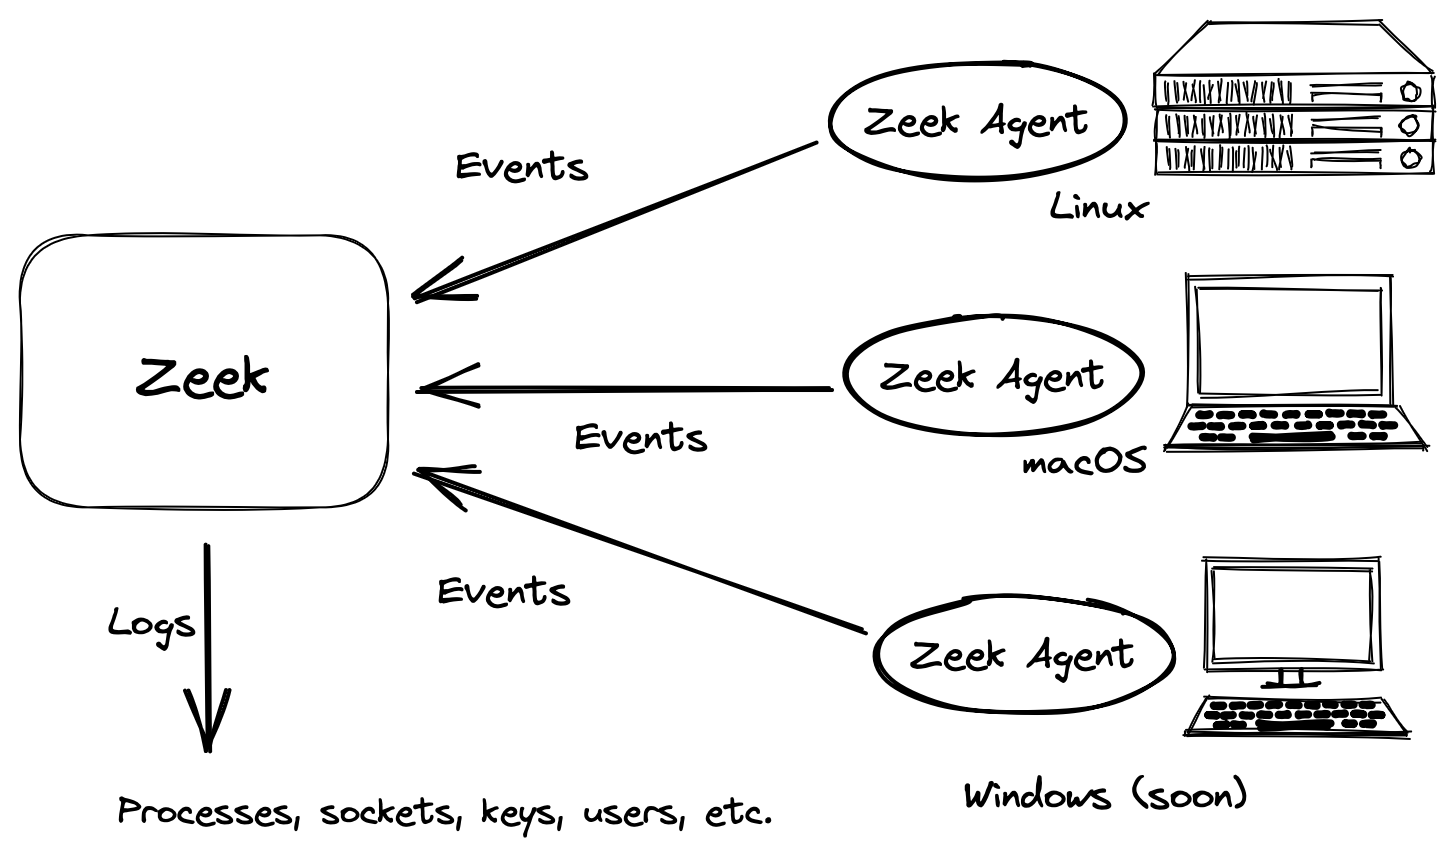 Zeek Agent
Linux
Events
Zeek
Zeek Agent
macOS
Events
Events
Zeek Agent
Windows (soon)
Logs
Processes, sockets, keys, users, etc.